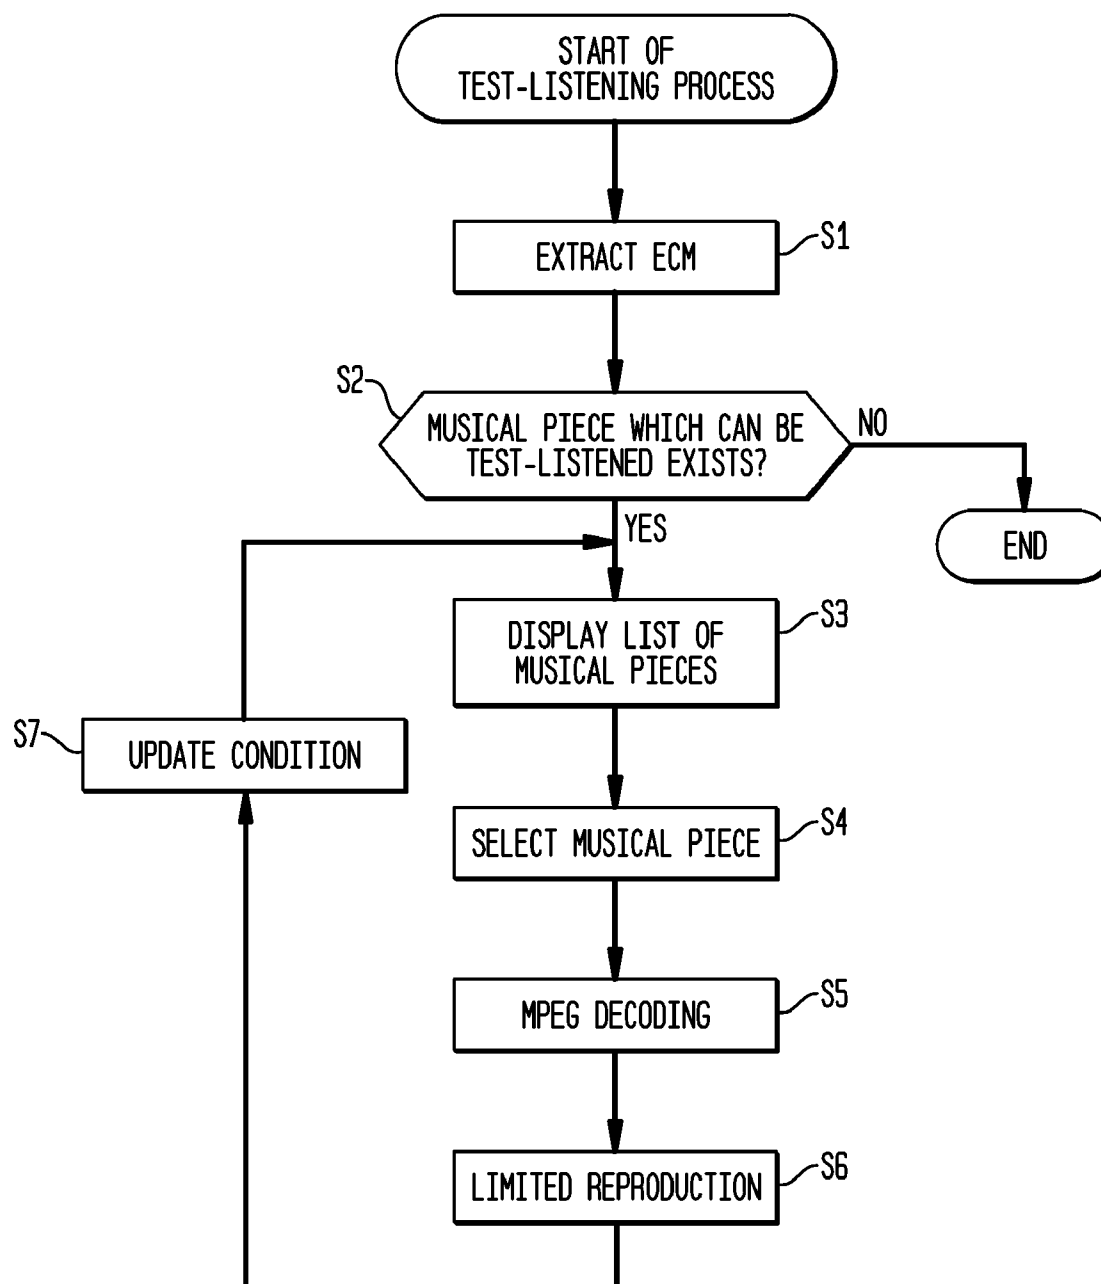 START OF
TEST-LISTENING PROCESS
EXTRACT ECM
S1
S2
MUSICAL PIECE WHICH CAN BE
TEST-LISTENED EXISTS?
NO
YES
END
DISPLAY LIST OF
MUSICAL PIECES
S3
S7
UPDATE CONDITION
SELECT MUSICAL PIECE
S4
MPEG DECODING
S5
LIMITED REPRODUCTION
S6